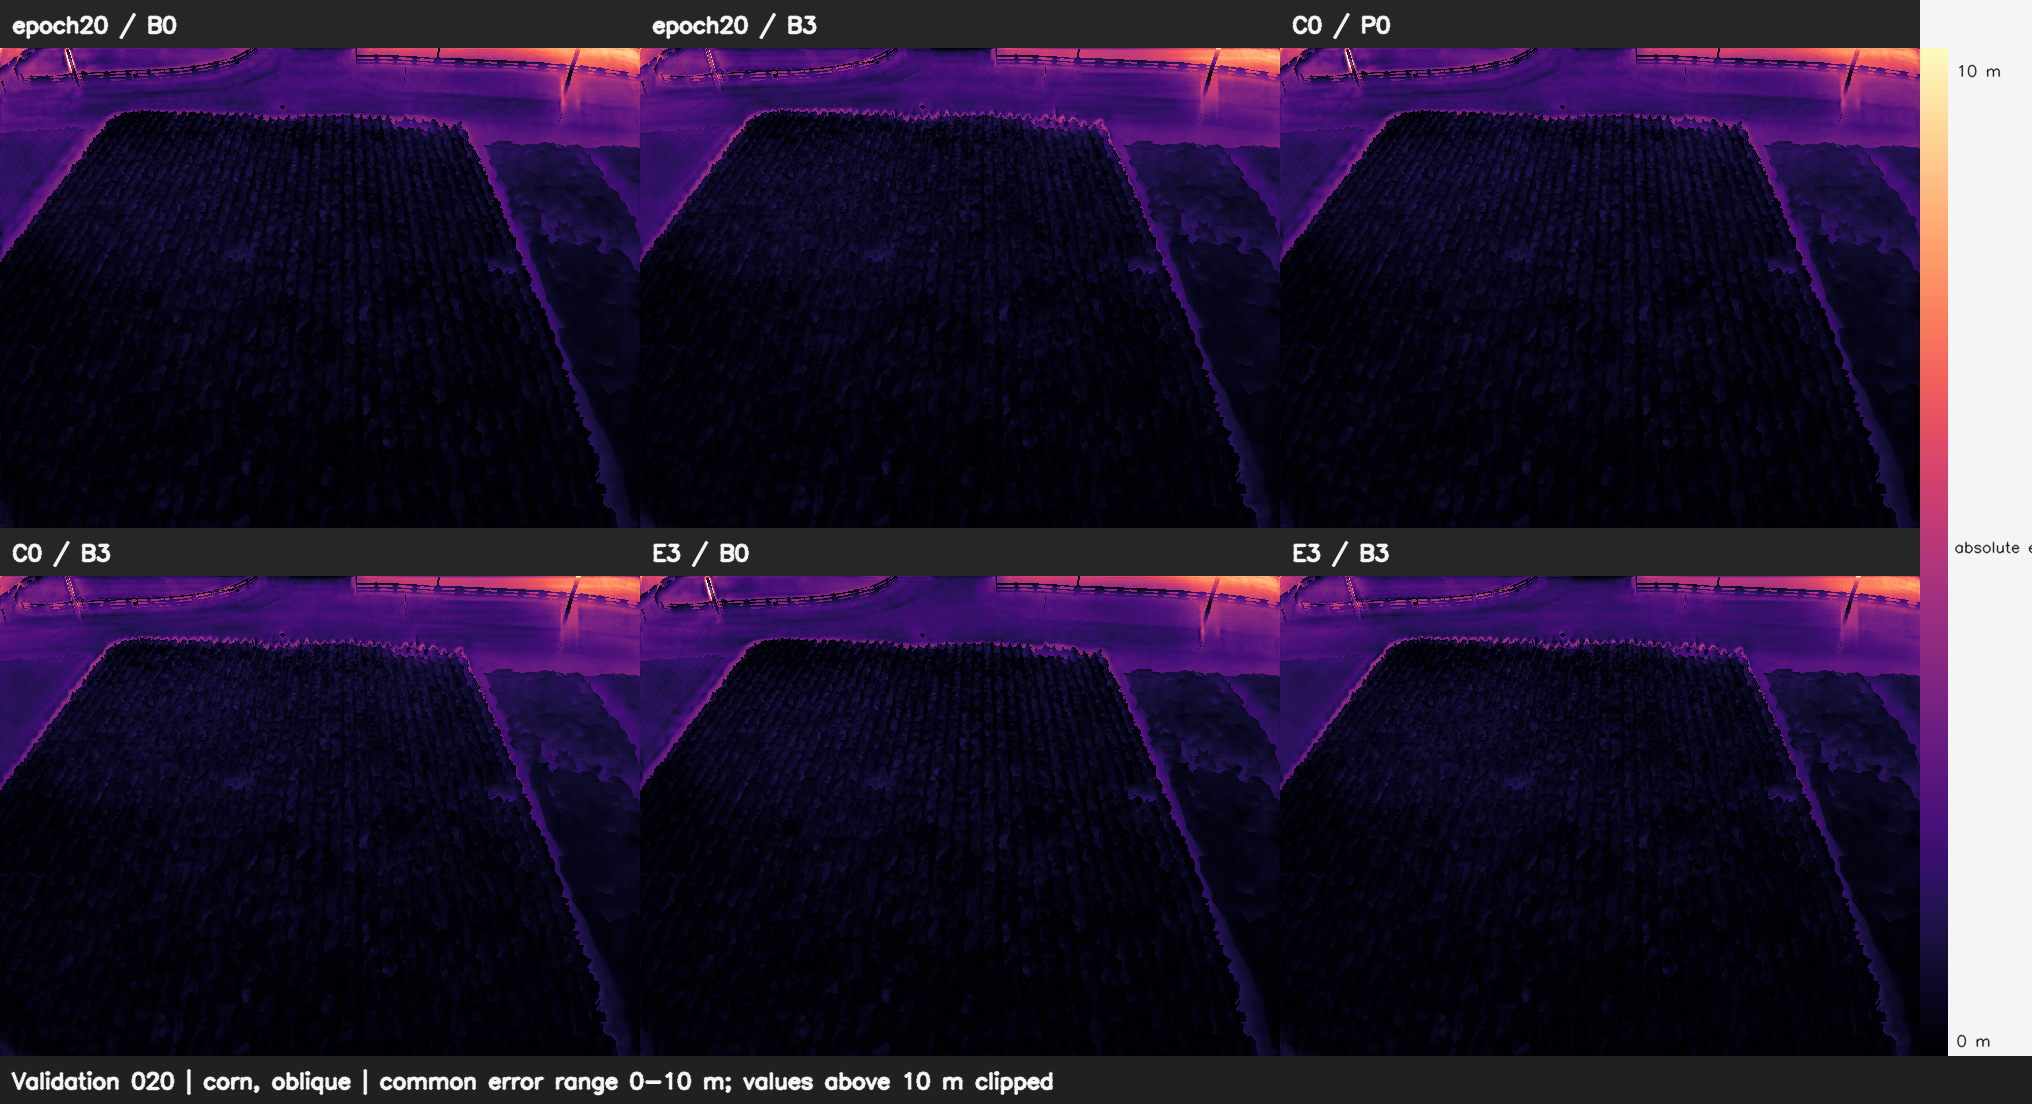 epoch20 / B0
epoch20 / B3
C0 / P0
10 m
absolute e
C0 / B3
E3 / B0
E3 / B3
0 m
Validation 020 | corn, oblique | common error range 0–10 m; values above 10 m clipped